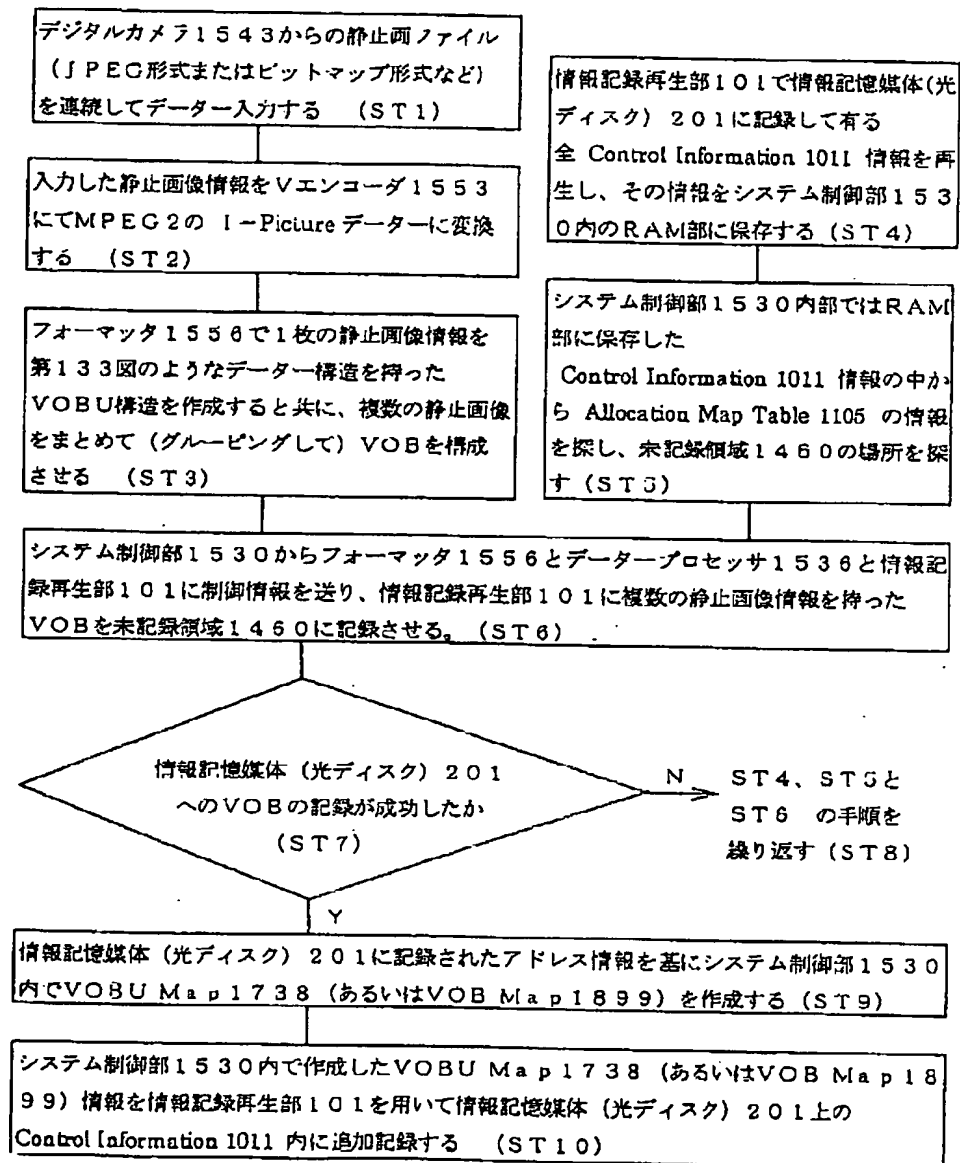 デジタルカメラ1543からの静止画ファイル
(JPEG形式またはビットマップ形式など)
を連続してデーター入力する (ST1)
入力した静止画像情報をVエンコーダ1553
にてMPEG2の I-Picture データーに変換
する (ST2)
フォーマッタ1556で1枚の静止画像情報を
第133図のようなデーター構造を持った
VOBU構造を作成すると共に、複数の静止画像
をまとめて(グルーピングして)VOBを構成
させる (ST3)
情報記録再生部101で情報記憶媒体(光
ディスク)201に記録して有る
全 Control Information 1011 情報を再
生し、その情報をシステム制御部153
0内のRAM部に保存する(ST4)
システム制御部1530内部ではRAM
部に保存した
Control Information 1011 情報の中か
ら Allocation Map Table 1105 の情報
を探し、未記録領域1460の場所を探
す(ST5)
システム制御部1530からフォーマッタ1556とデータープロセッサ1536と情報記
録再生部101に制御情報を送り、情報記録再生部101に複数の静止画像情報を持った
VOBを未記録領域1460に記録させる。(ST6)
情報記憶媒体(光ディスク)201
へのVOBの記録が成功したか
(ST7)
N
ST4、ST5と
ST6 の手順を
繰り返す(ST8)
Y
情報記憶媒体(光ディスク)201に記録されたアドレス情報を基にシステム制御部1530
内でVOBU Map1738(あるいはVOB Map1899)を作成する(ST9)
システム制御部1530内で作成したVOBU Map1738(あるいはVOB Map18
99)情報を情報記録再生部101を用いて情報記憶媒体(光ディスク)201上の
Control Information 1011 内に追加記録する (ST10)